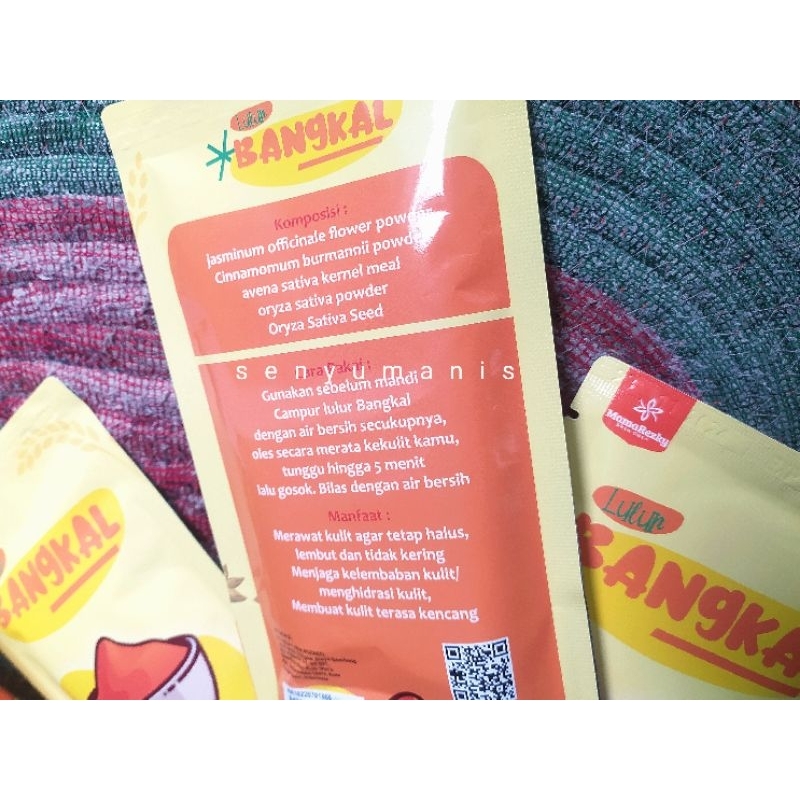 Lulur
BANGKAL
Komposisi :
Jasminum officinale flower powder
Cinnamomum burmannii powder
avena sativa kernel meal
oryza sativa powder
Oryza Sativa Seed
Cara Pakai :
senyumanis
Gunakan sebelum mandi
Campur lulur Bangkal
dengan air bersih secukupnya,
oles secara merata kekulit kamu,
tunggu hingga 5 menit
lalu gosok. Bilas dengan air bersih
Manfaat :
Merawat kulit agar tetap halus,
lembut dan tidak kering
Menjaga kelembaban kulit/
menghidrasi kulit,
Membuat kulit terasa kencang
BANGKAL
MamaRezky
Lulur
BANGKAL